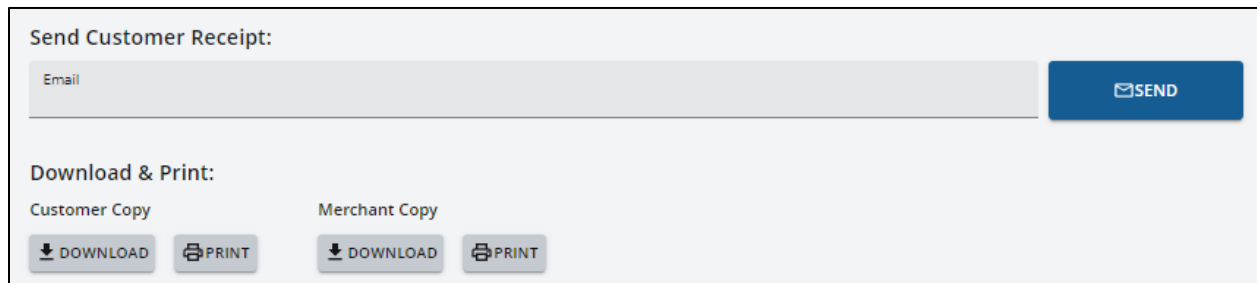 Send Customer Receipt:
Email
SEND
Download & Print:
Customer Copy Merchant Copy
DOWNLOAD PRINT DOWNLOAD PRINT